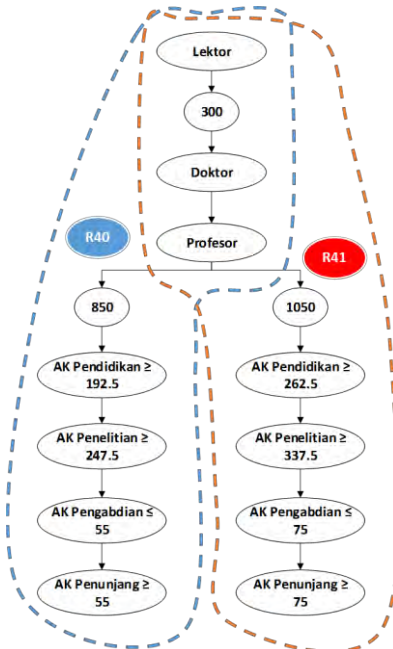 Lektor
300
Doktor
R40
Profesor
R41
850
1050
AK Pendidikan ≥
192.5
AK Pendidikan ≥
262.5
AK Penelitian ≥
247.5
AK Penelitian ≥
337.5
AK Pengabdian ≤
55
AK Pengabdian ≤
75
AK Penunjang ≥
55
AK Penunjang ≥
75